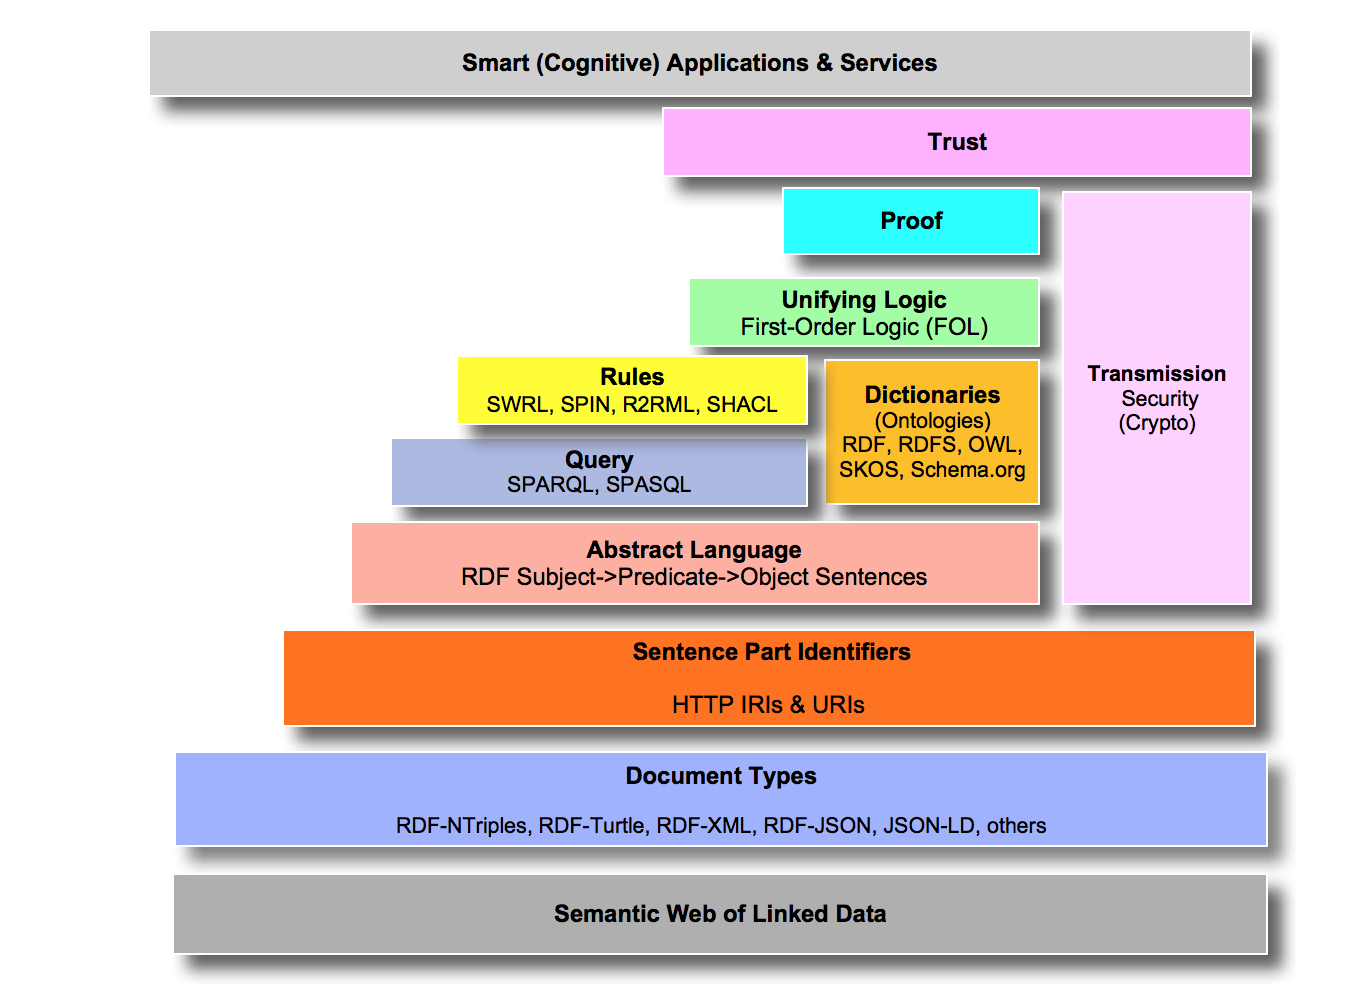 Smart (Cognitive) Applications & Services
Trust
Proof
Unifying Logic
First-Order Logic (FOL)
Rules
SWRL, SPIN, R2RML, SHACL
Dictionaries
(Ontologies)
RDF, RDFS, OWL,
SKOS, Schema.org
Transmission
Security
(Crypto)
Query
SPARQL, SPASQL
Abstract Language
RDF Subject->Predicate->Object Sentences
Sentence Part Identifiers
HTTP IRIs & URIs
Document Types
RDF-NTriples, RDF-Turtle, RDF-XML, RDF-JSON, JSON-LD, others
Semantic Web of Linked Data